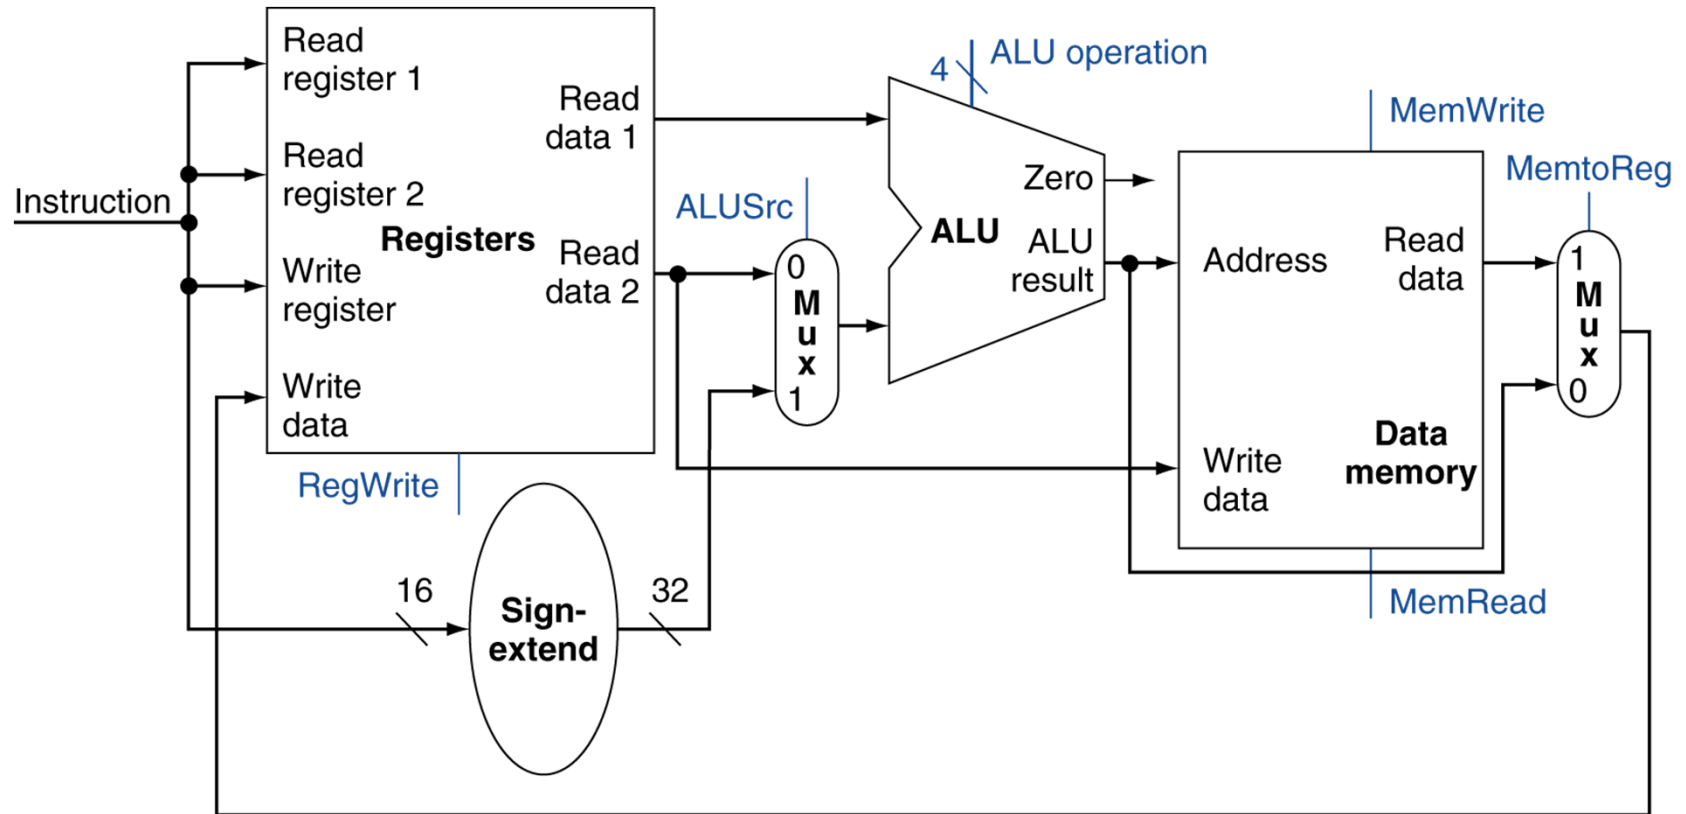 Instruction
Read
register 1
Read
register 2
Registers
Write
register
Write
data
Read
data 1
Read
data 2
RegWrite
16
Sign-
extend
32
ALUSrc
0
M
u
x
1
4
ALU operation
Zero
ALU
ALU
result
MemWrite
Address
Read
data
Write
data
Data
memory
MemRead
MemtoReg
1
M
u
x
0